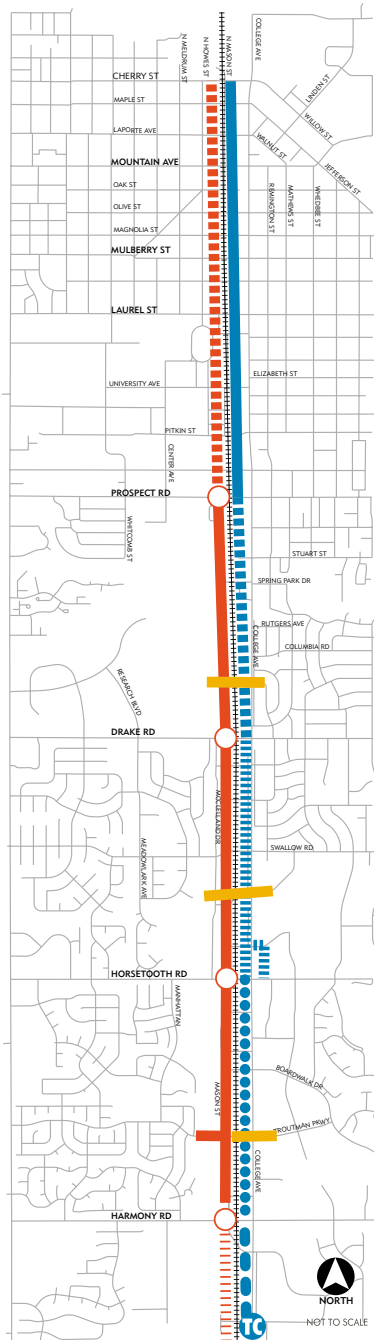 N MELDRUM ST
N HOWES ST
N MASON ST
COLLEGE AVE
CHERRY ST
LINDEN ST
MAPLE ST
WILLOW ST
LAPORTE AVE
WALNUT ST
MOUNTAIN AVE
JEFFERSON ST
OAK ST
REMINGTON ST
MATHEWS ST
WHEDBEE ST
OLIVE ST
MAGNOLIA ST
MULBERRY ST
LAUREL ST
ELIZABETH ST
UNIVERSITY AVE
PITKIN ST
CENTER AVE
PROSPECT RD
WHITCOMB ST
STUART ST
SPRING PARK DR
RUTGERS AVE
COLLEGE AVE
COLUMBIA RD
RESEARCH BLVD
DRAKE RD
MCCLELLAND DR
SWALLOW RD
MEADOWLARK AVE
HORSETOOTH RD
MANHATTAN
BOARDWALK DR
MASON ST
TROUTMAN PKWY
COLLEGE AVE
HARMONY RD
NORTH
TC
NOT TO SCALE